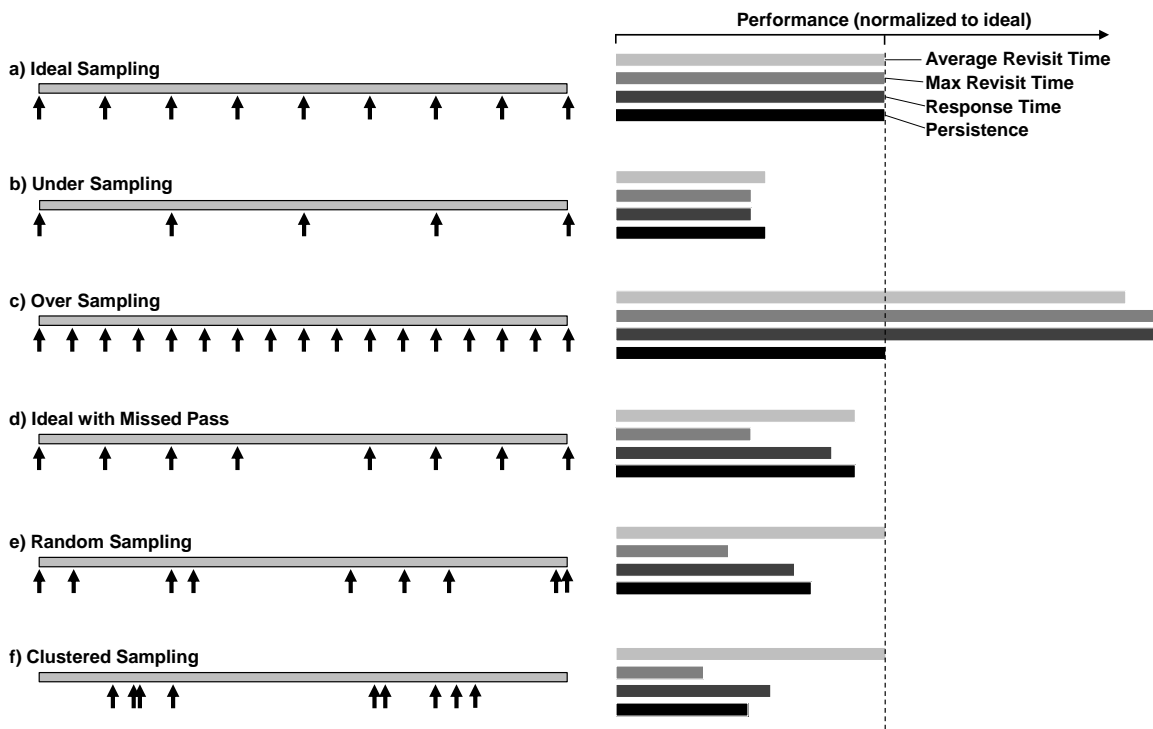 Performance (normalized to ideal)
a) Ideal Sampling
Average Revisit Time
Max Revisit Time
Response Time
Persistence
b) Under Sampling
c) Over Sampling
d) Ideal with Missed Pass
e) Random Sampling
f) Clustered Sampling